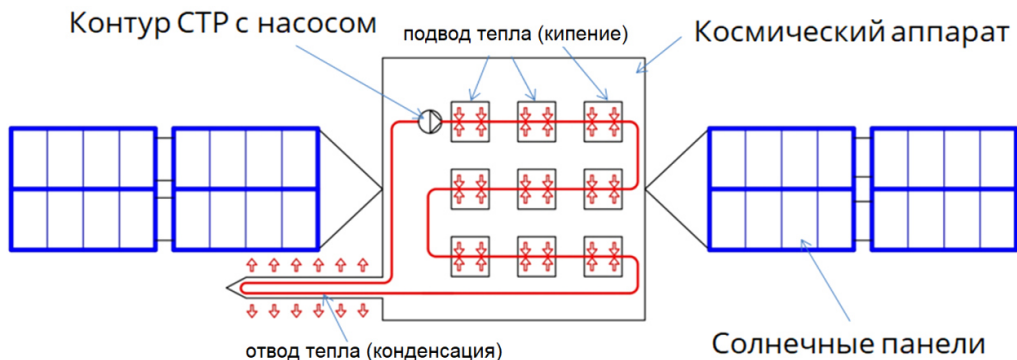 Контур СТР с насосом
подвод тепла (кипение)
Космический аппарат
отвод тепла (конденсация)
Солнечные панели